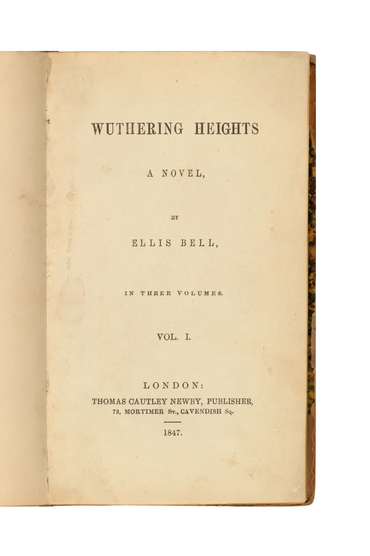 WUTHERING HEIGHTS
A NOVEL,
BY
ELLIS BELL,
IN THREE VOLUMES.
VOL. I.
LONDON:
THOMAS CAUTLEY NEWBY, PUBLISHER,
72, MORTIMER ST., CAVENDISH SQ.
1847.